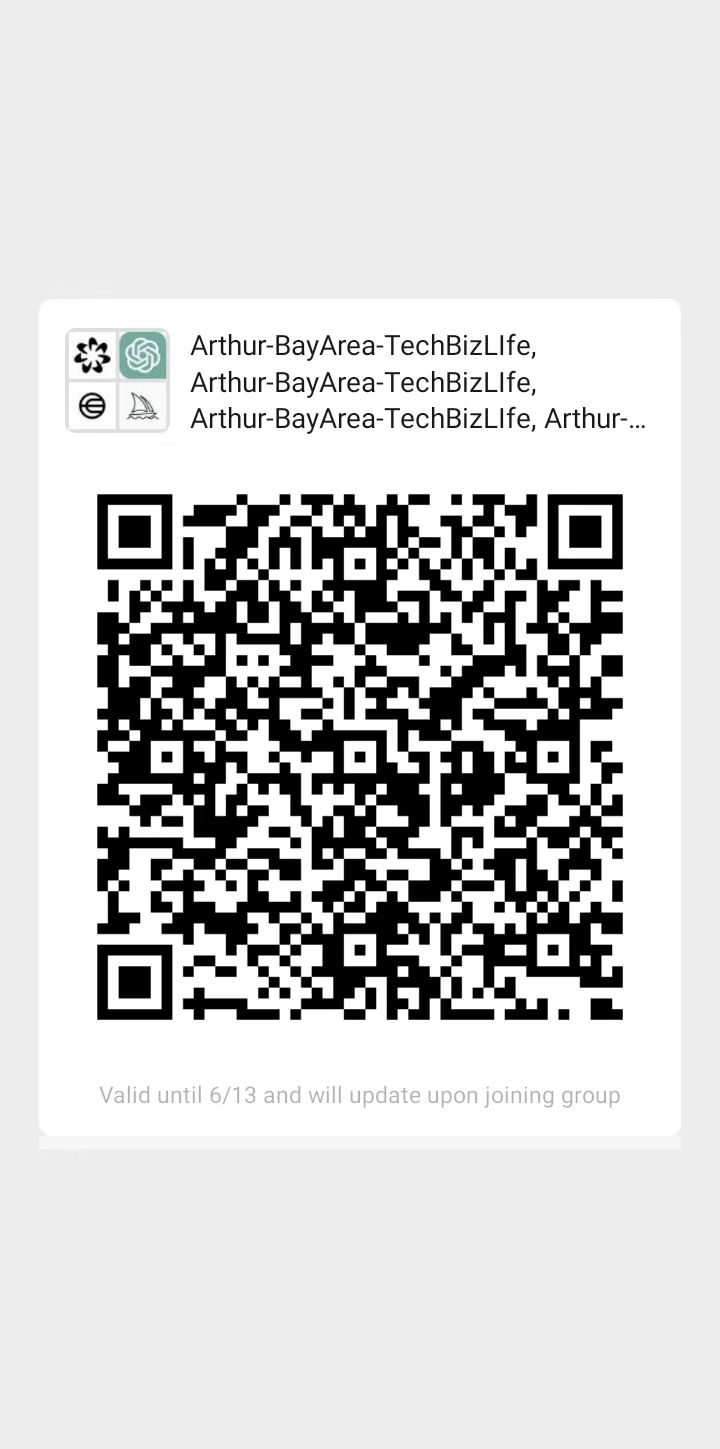 Arthur-BayArea-TechBizLIfe,
Arthur-BayArea-TechBizLIfe,
Arthur-BayArea-TechBizLIfe, Arthur-...
Valid until 6/13 and will update upon joining group